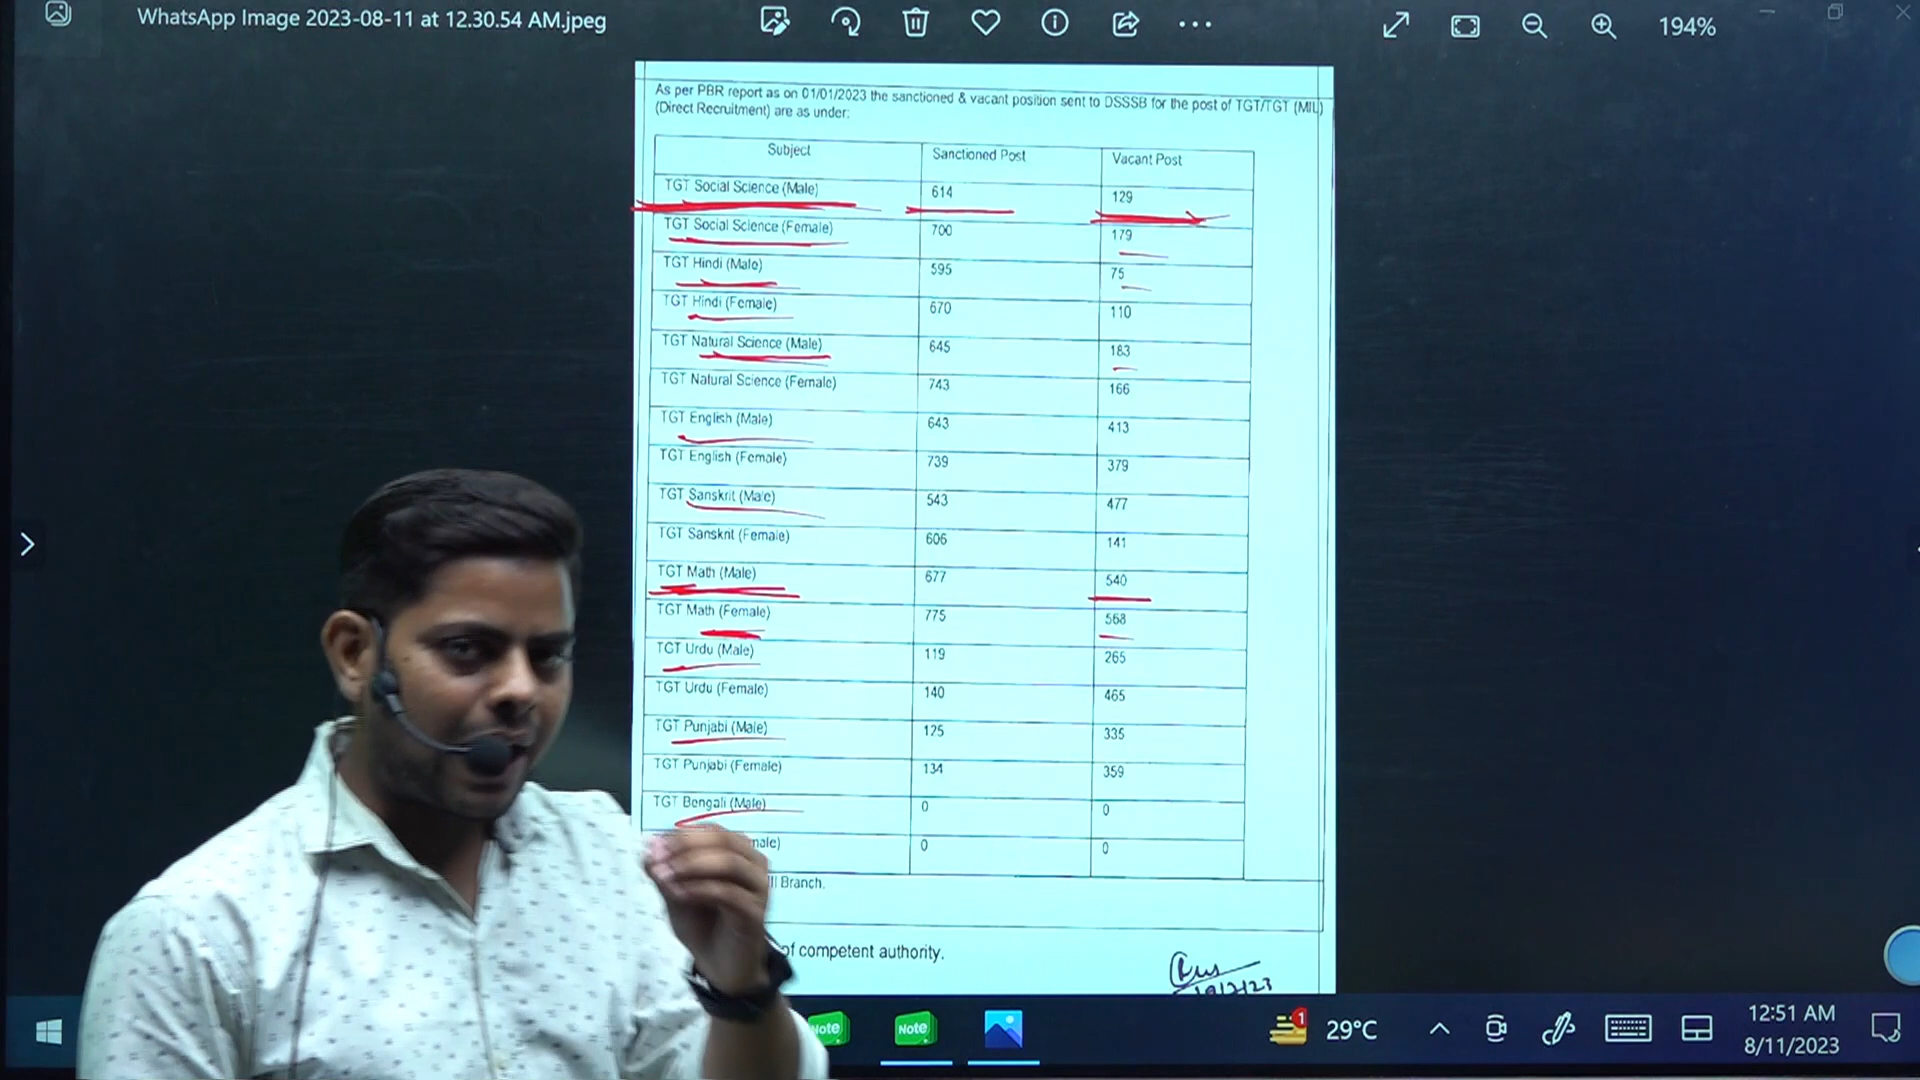 WhatsApp Image 2023-08-11 at 12.30.54 AM.jpeg
194%
As per PBR report as on 01/01/2023 the sanctioned & vacant position sent to DSSSB for the post of TGT/TGT (MIL)
(Direct Recruitment) are as under:
Subject Sanctioned Post Vacant Post
TGT Social Science (Male) 614 129
TGT Social Science (Female) 700 179
TGT Hindi (Male) 595 75
TGT Hindi (Female) 670 110
TGT Natural Science (Male) 645 183
TGT Natural Science (Female) 743 166
TGT English (Male) 643 413
TGT English (Female) 739 379
TGT Sanskrit (Male) 543 477
TGT Sanskrit (Female) 606 141
TGT Math (Male) 677 540
TGT Math (Female) 775 568
TGT Urdu (Male) 119 265
TGT Urdu (Female) 140 465
TGT Punjabi (Male) 125 335
TGT Punjabi (Female) 134 359
TGT Bengali (Male) 0 0
male) 0 0
III Branch.
of competent authority.
Note
Note
1
29°C
12:51 AM
8/11/2023